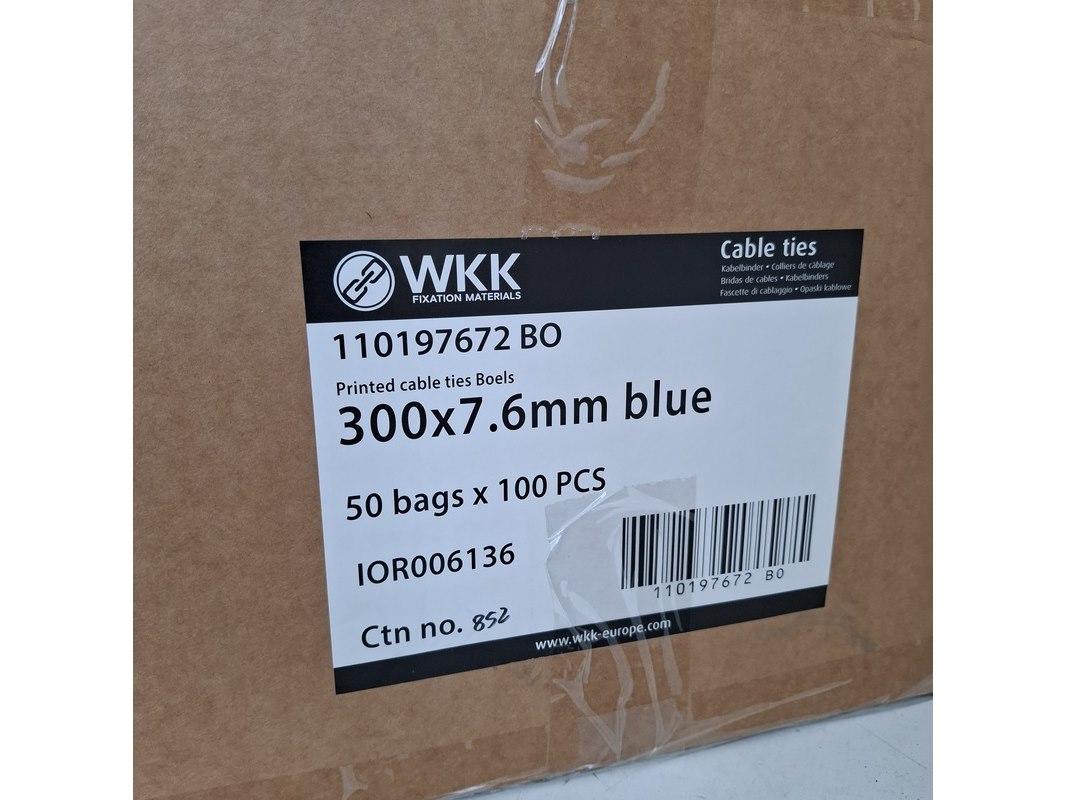 WKK
FIXATION MATERIALS
Cable ties
Kabelbinder • Colliers de câblage
Bridas de cables • Kabelbinders
Fascette di cablaggio • Opaski kablowe
110197672 BO
Printed cable ties Boels
300x7.6mm blue
50 bags x 100 PCS
IOR006136
110197672 BO
Ctn no. 852
www.wkk-europe.com